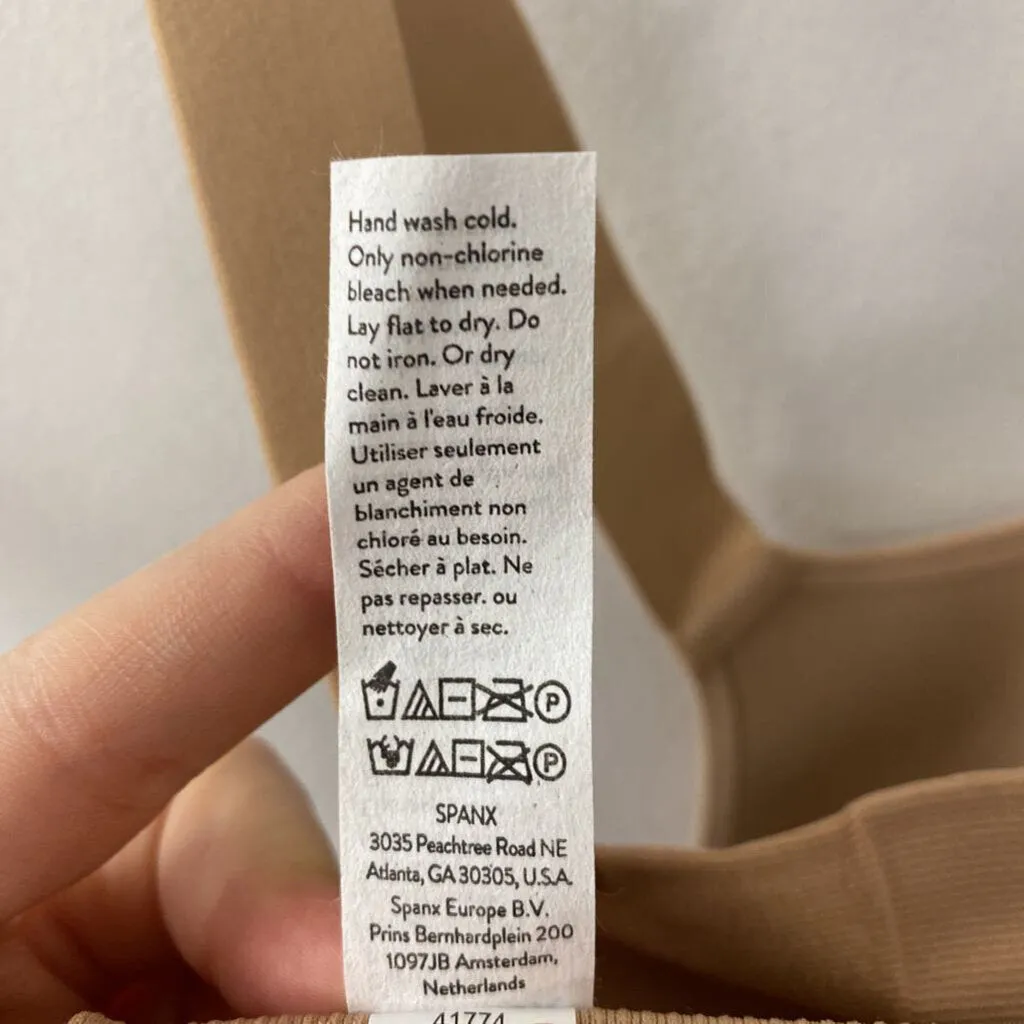 Hand wash cold.
Only non-chlorine
bleach when needed.
Lay flat to dry. Do
not iron. Or dry
clean. Laver à la
main à l'eau froide.
Utiliser seulement
un agent de
blanchiment non
chloré au besoin.
Sécher à plat. Ne
pas repasser. ou
nettoyer à sec.
P
P
SPANX
3035 Peachtree Road NE
Atlanta, GA 30305, U.S.A.
Spanx Europe B.V.
Prins Bernhardplein 200
1097JB Amsterdam,
Netherlands
41774